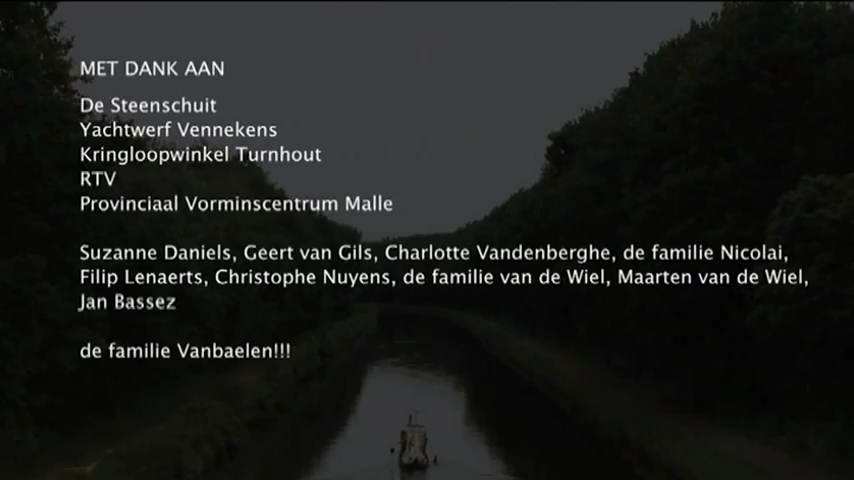 MET DANK AAN
De Steenschuit
Yachtwerf Vennekens
Kringloopwinkel Turnhout
RTV
Provinciaal Vorminscentrum Malle
Suzanne Daniels, Geert van Gils, Charlotte Vandenberghe, de familie Nicolai,
Filip Lenaerts, Christophe Nuyens, de familie van de Wiel, Maarten van de Wiel,
Jan Bassez
de familie Vanbaelen!!!